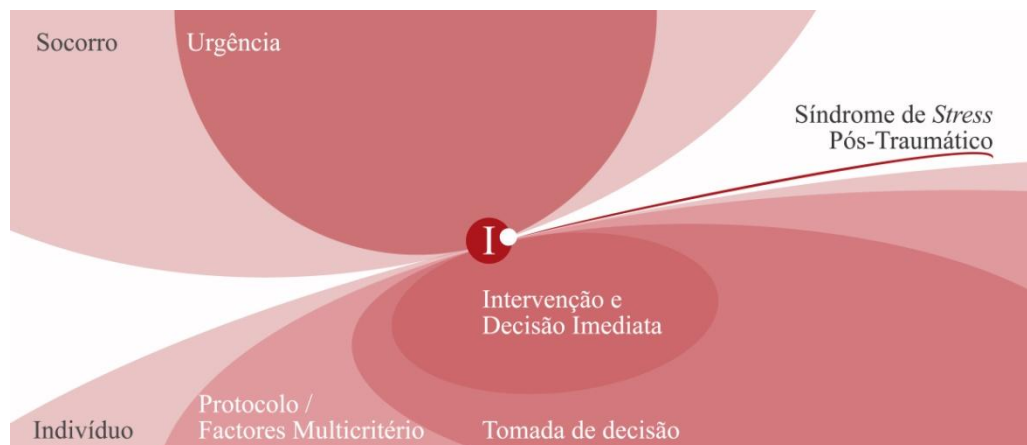 Socorro
Urgência
Síndrome de Stress
Pós-Traumático
I
Intervenção e
Decisão Imediata
Protocolo /
Factores Multicritério
Indivíduo
Tomada de decisão